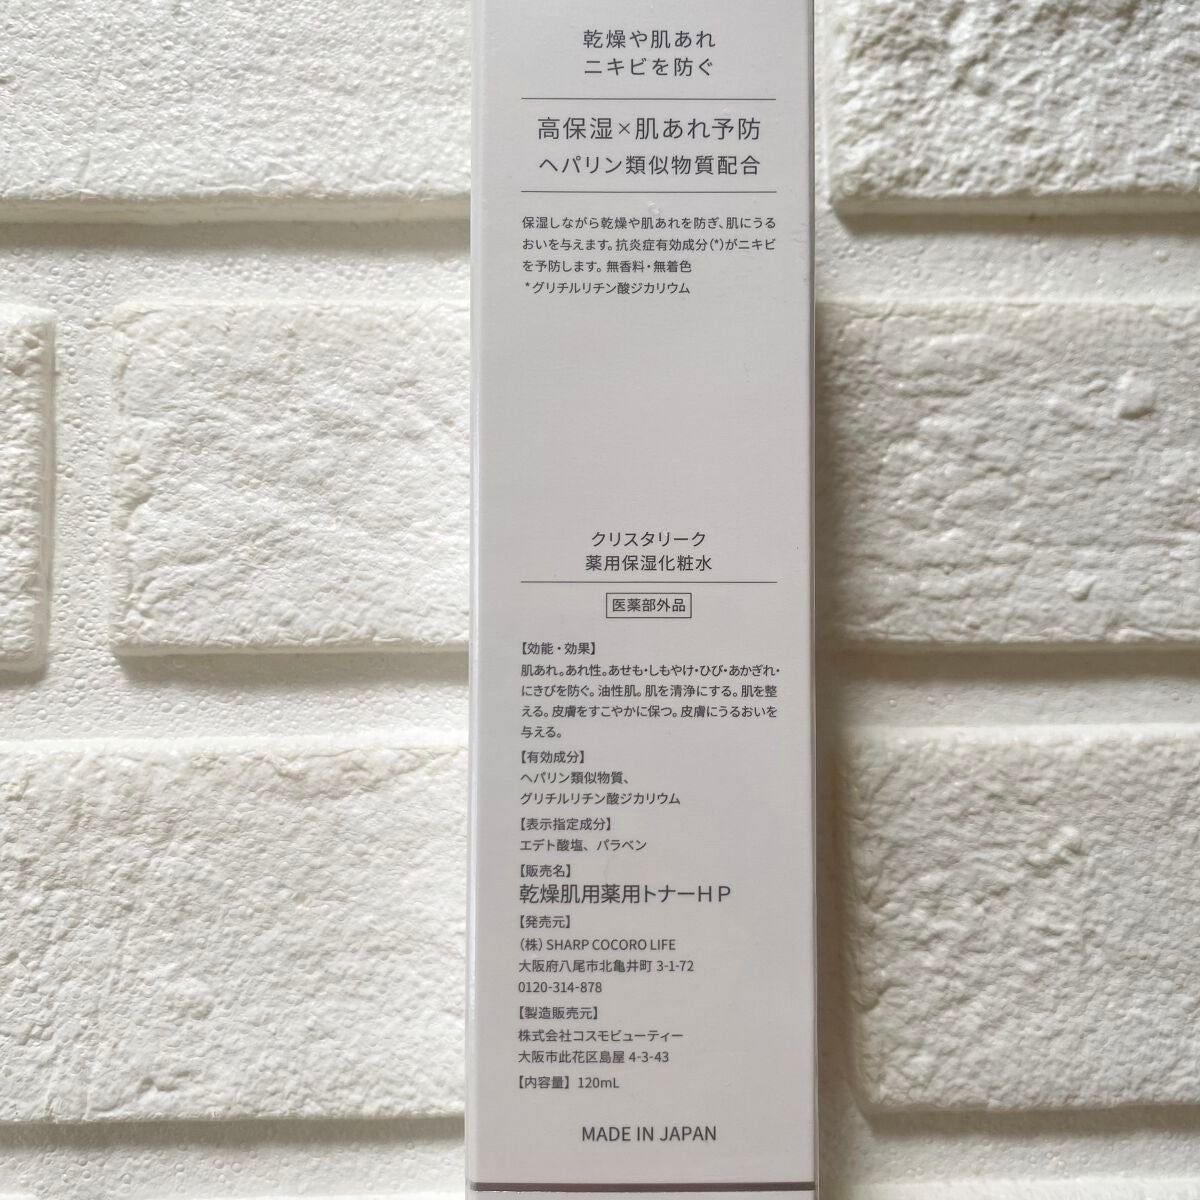 乾燥や肌あれ
ニキビを防ぐ
高保湿×肌あれ予防
ヘパリン類似物質配合
保湿しながら乾燥や肌あれを防ぎ、肌にうる
おいを与えます。抗炎症有効成分(*)がニキビ
を予防します。無香料・無着色
*グリチルリチン酸ジカリウム
クリスタリーク
薬用保湿化粧水
医薬部外品
【効能・効果】
肌あれ。あれ性。あせも・しもやけ・ひび・あかぎれ・
にきびを防ぐ。油性肌。肌を清浄にする。肌を整
える。皮膚をすこやかに保つ。皮膚にうるおいを
与える。
【有効成分】
ヘパリン類似物質、
グリチルリチン酸ジカリウム
【表示指定成分】
エデト酸塩、パラベン
【販売名】
乾燥肌用薬用トナーHP
【発売元】
(株) SHARP COCORO LIFE
大阪府八尾市北亀井町 3-1-72
0120-314-878
【製造販売元】
株式会社コスモビューティー
大阪市此花区島屋 4-3-43
【内容量】120mL
MADE IN JAPAN